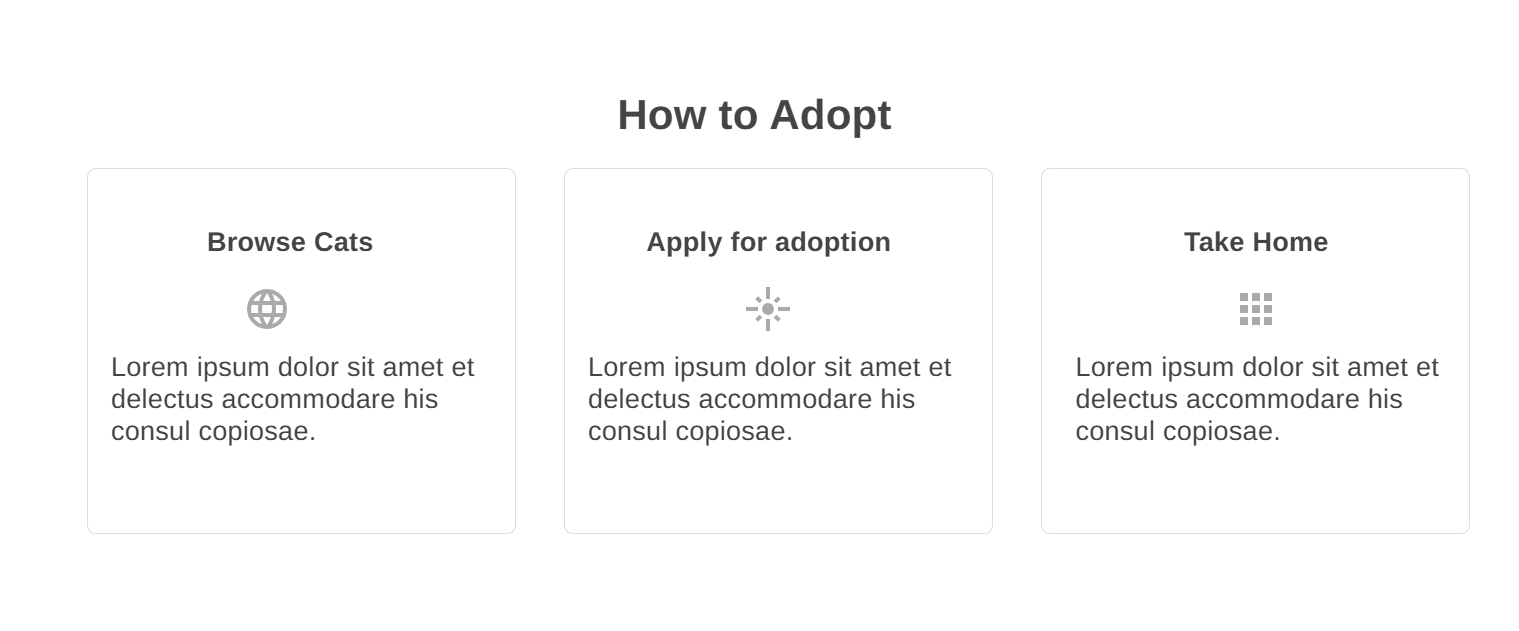 How to Adopt
Browse Cats
Lorem ipsum dolor sit amet et
delectus accommodare his
consul copiosae.
Apply for adoption
Lorem ipsum dolor sit amet et
delectus accommodare his
consul copiosae.
Take Home
Lorem ipsum dolor sit amet et
delectus accommodare his
consul copiosae.